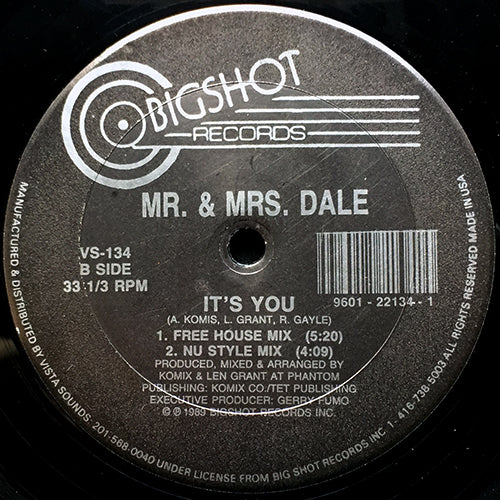 BIGSHOT
RECORDS
MR. & MRS. DALE
VS-134
B SIDE
33 1/3 RPM
9601 - 22134 - 1
IT'S YOU
(A. KOMIS, L. GRANT, R. GAYLE)
1. FREE HOUSE MIX (5:20)
2. NU STYLE MIX (4:09)
PRODUCED, MIXED & ARRANGED BY
KOMIX & LEN GRANT AT PHANTOM
PUBLISHING: KOMIX CO./TET PUBLISHING
EXECUTIVE PRODUCER: GERRY FUMO
© ℗ 1989 BIGSHOT RECORDS INC.
MANUFACTURED & DISTRIBUTED BY VISTA SOUNDS. 201-568-0040 UNDER LICENSE FROM BIG SHOT RECORDS INC 1-416-738-5003 ALL RIGHTS RESERVED MADE IN USA